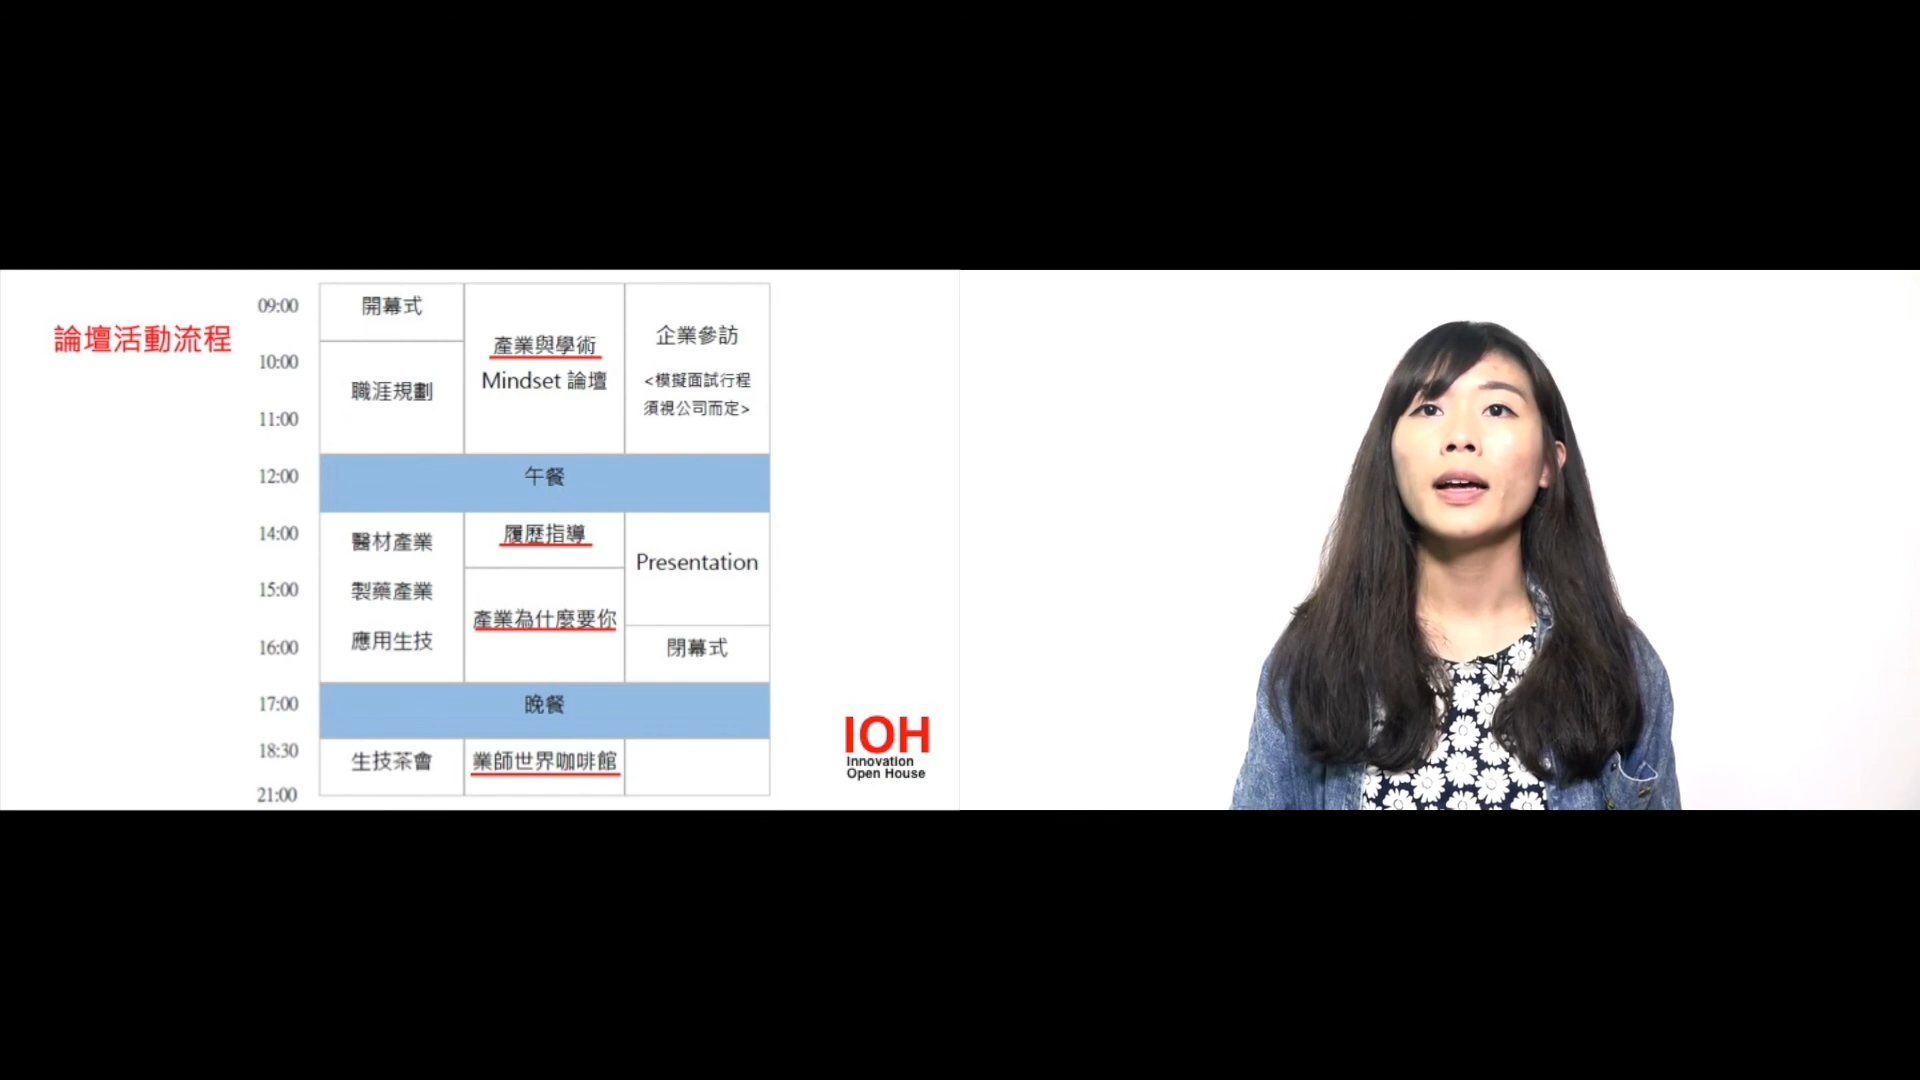 論壇活動流程
09:00
10:00
11:00
12:00
14:00
15:00
16:00
17:00
18:30
21:00
開幕式
產業與學術
Mindset 論壇
企業參訪
<模擬面試行程
須視公司而定>
職涯規劃
午餐
醫材產業
製藥產業
應用生技
履歷指導
產業為什麼要你
Presentation
閉幕式
晚餐
生技茶會
業師世界咖啡館
IOH
Innovation
Open House